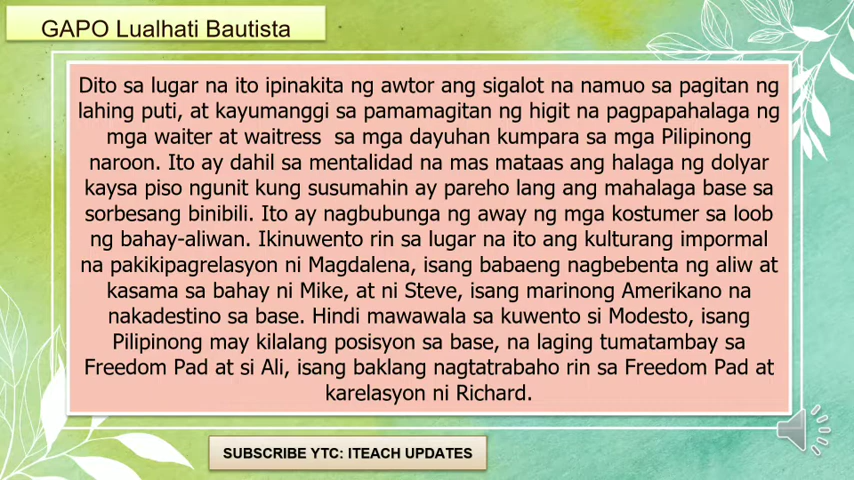 GAPO Lualhati Bautista
Dito sa lugar na ito ipinakita ng awtor ang sigalot na namuo sa pagitan ng
lahing puti, at kayumanggi sa pamamagitan ng higit na pagpapahalaga ng
mga waiter at waitress sa mga dayuhan kumpara sa mga Pilipinong
naroon. Ito ay dahil sa mentalidad na mas mataas ang halaga ng dolyar
kaysa piso ngunit kung susumahin ay pareho lang ang mahalaga base sa
sorbesang binibili. Ito ay nagbubunga ng away ng mga kostumer sa loob
ng bahay-aliwan. Ikinuwento rin sa lugar na ito ang kulturang impormal
na pakikipagrelasyon ni Magdalena, isang babaeng nagbebenta ng aliw at
kasama sa bahay ni Mike, at ni Steve, isang marinong Amerikano na
nakadestino sa base. Hindi mawawala sa kuwento si Modesto, isang
Pilipinong may kilalang posisyon sa base, na laging tumatambay sa
Freedom Pad at si Ali, isang baklang nagtatrabaho rin sa Freedom Pad at
karelasyon ni Richard.
SUBSCRIBE YTC: ITEACH UPDATES